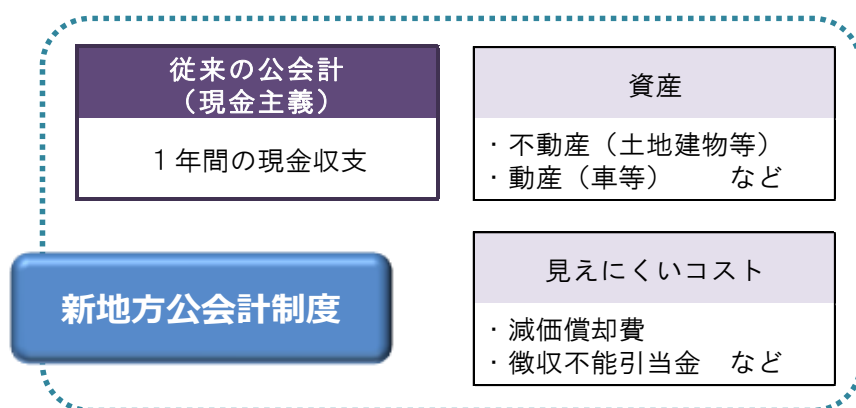 従来の公会計
（現金主義）
１年間の現金収支
資産
・不動産（土地建物等）
・動産（車等）　　など
新地方公会計制度
見えにくいコスト
・減価償却費
・徴収不能引当金　など